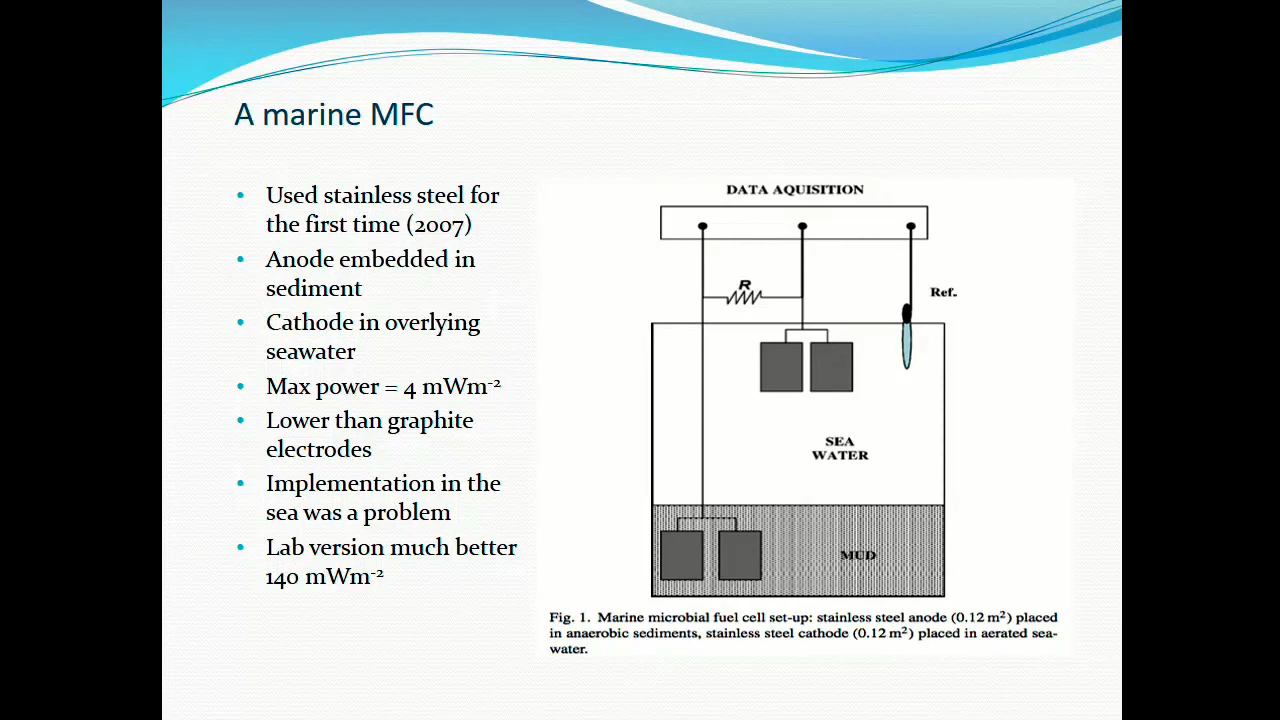 A marine MFC
• Used stainless steel for
the first time (2007)
• Anode embedded in
sediment
• Cathode in overlying
seawater
• Max power = 4 mWm⁻²
• Lower than graphite
electrodes
• Implementation in the
sea was a problem
• Lab version much better
140 mWm⁻²
DATA AQUISITION
R
Ref.
SEA
WATER
MUD
Fig. 1. Marine microbial fuel cell set-up: stainless steel anode (0.12 m²) placed
in anaerobic sediments, stainless steel cathode (0.12 m²) placed in aerated sea-
water.